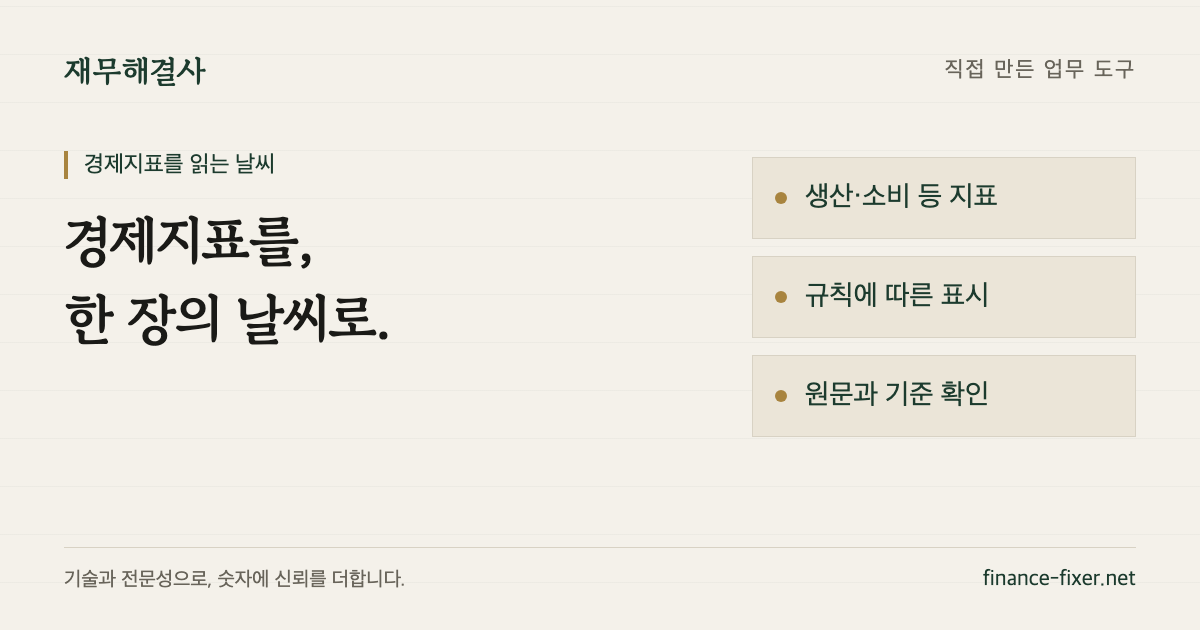 재무해결사
직접 만든 업무 도구
경제지표를 읽는 날씨
경제지표를,
한 장의 날씨로.
생산·소비 등 지표
규칙에 따른 표시
원문과 기준 확인
기술과 전문성으로, 숫자에 신뢰를 더합니다.
finance-fixer.net